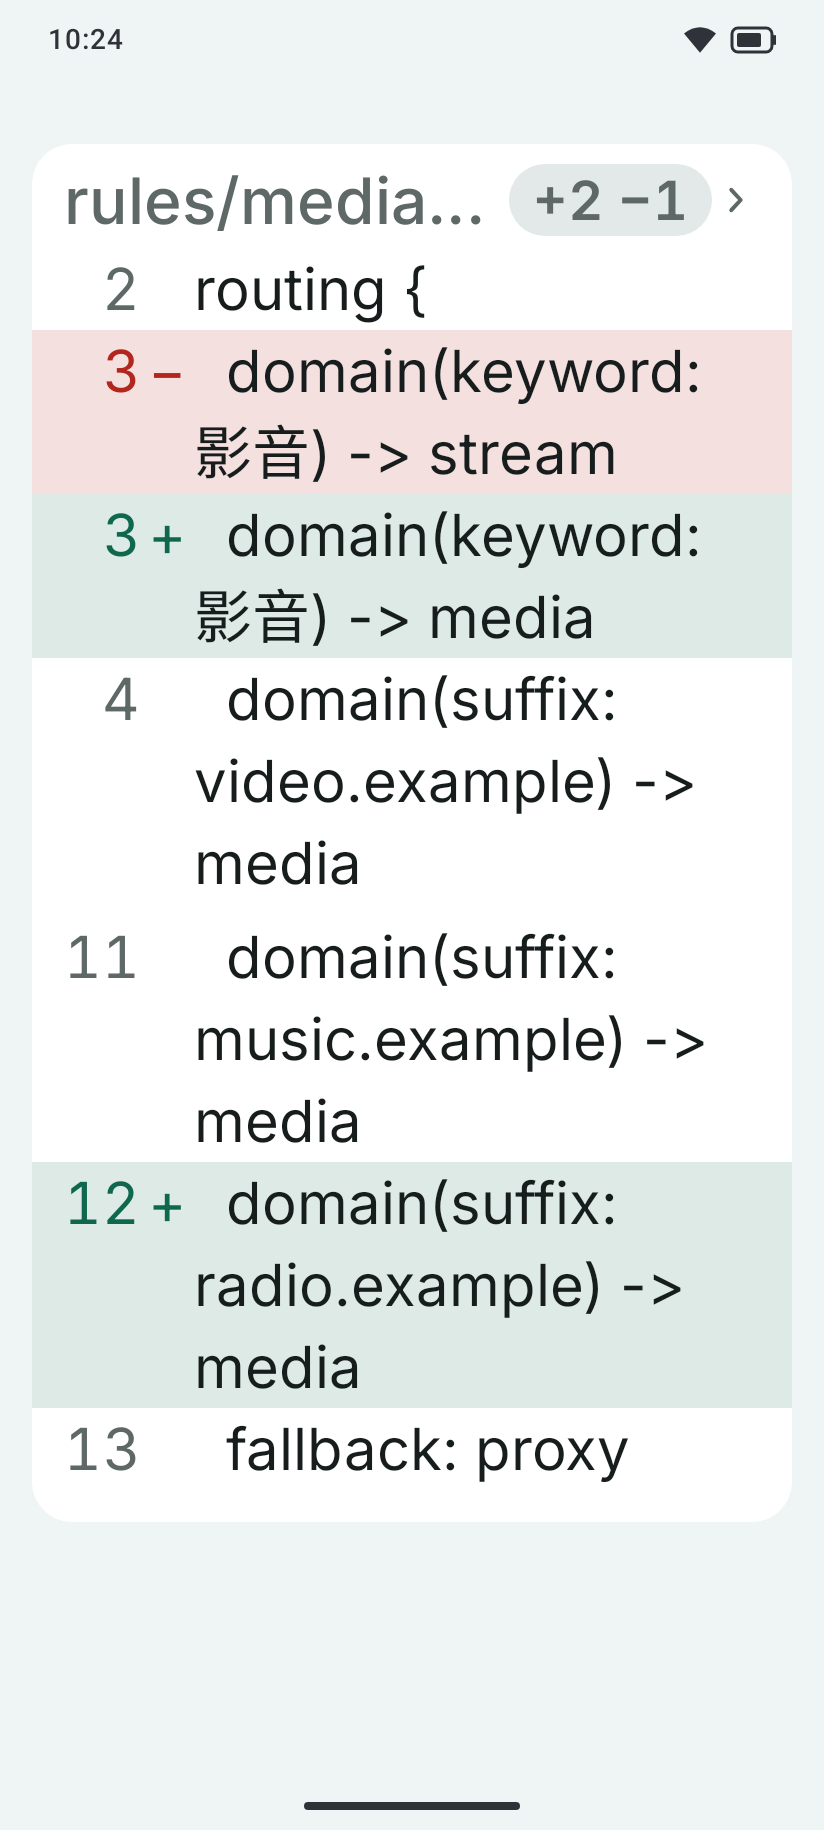 10:24
rules/media... +2 −1
2 routing {
3 − domain(keyword:
影音) -> stream
3 + domain(keyword:
影音) -> media
4 domain(suffix:
video.example) ->
media
11 domain(suffix:
music.example) ->
media
12 + domain(suffix:
radio.example) ->
media
13 fallback: proxy